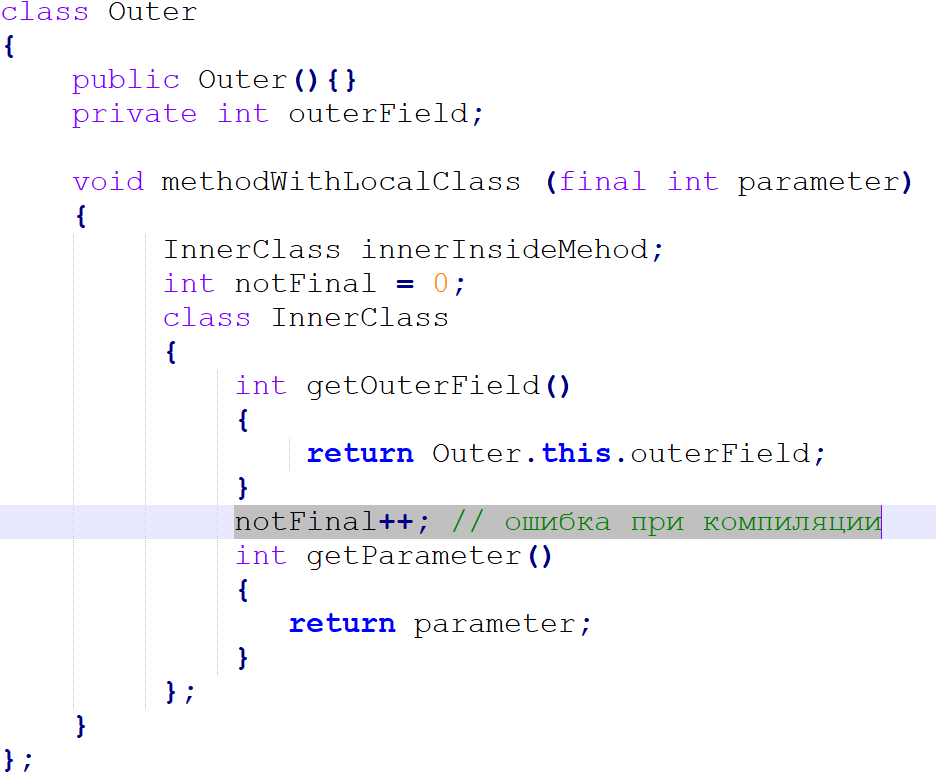 class Outer
{
    public Outer(){}
    private int outerField;

    void methodWithLocalClass (final int parameter)
    {
         InnerClass innerInsideMehod;
         int notFinal = 0;
         class InnerClass
         {
             int getOuterField()
             {
                 return Outer.this.outerField;
             }
             notFinal++; // ошибка при компиляции
             int getParameter()
             {
                return parameter;
             }
         };
    }
};